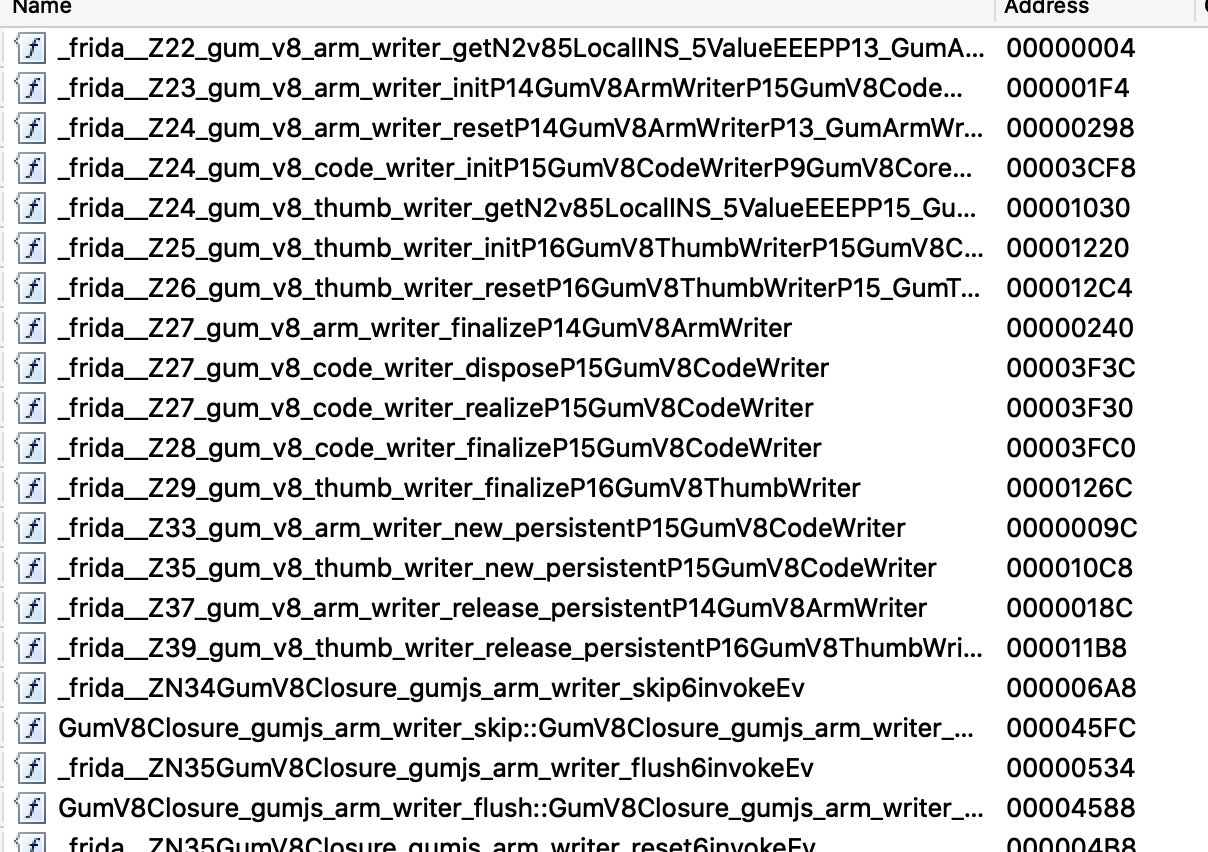 Name Address
_frida__Z22_gum_v8_arm_writer_getN2v85LocalINS_5ValueEEEPP13_GumA... 00000004
_frida__Z23_gum_v8_arm_writer_initP14GumV8ArmWriterP15GumV8Code... 000001F4
_frida__Z24_gum_v8_arm_writer_resetP14GumV8ArmWriterP13_GumArmWr... 00000298
_frida__Z24_gum_v8_code_writer_initP15GumV8CodeWriterP9GumV8Core... 00003CF8
_frida__Z24_gum_v8_thumb_writer_getN2v85LocalINS_5ValueEEEPP15_Gu... 00001030
_frida__Z25_gum_v8_thumb_writer_initP16GumV8ThumbWriterP15GumV8C... 00001220
_frida__Z26_gum_v8_thumb_writer_resetP16GumV8ThumbWriterP15_GumT... 000012C4
_frida__Z27_gum_v8_arm_writer_finalizeP14GumV8ArmWriter 00000240
_frida__Z27_gum_v8_code_writer_disposeP15GumV8CodeWriter 00003F3C
_frida__Z27_gum_v8_code_writer_realizeP15GumV8CodeWriter 00003F30
_frida__Z28_gum_v8_code_writer_finalizeP15GumV8CodeWriter 00003FC0
_frida__Z29_gum_v8_thumb_writer_finalizeP16GumV8ThumbWriter 0000126C
_frida__Z33_gum_v8_arm_writer_new_persistentP15GumV8CodeWriter 0000009C
_frida__Z35_gum_v8_thumb_writer_new_persistentP15GumV8CodeWriter 000010C8
_frida__Z37_gum_v8_arm_writer_release_persistentP14GumV8ArmWriter 0000018C
_frida__Z39_gum_v8_thumb_writer_release_persistentP16GumV8ThumbWri... 000011B8
_frida__ZN34GumV8Closure_gumjs_arm_writer_skip6invokeEv 000006A8
GumV8Closure_gumjs_arm_writer_skip::GumV8Closure_gumjs_arm_writer_... 000045FC
_frida__ZN35GumV8Closure_gumjs_arm_writer_flush6invokeEv 00000534
GumV8Closure_gumjs_arm_writer_flush::GumV8Closure_gumjs_arm_writer_... 00004588
_frida__ZN35GumV8Closure_gumjs_arm_writer_reset6invokeEv 000004B8